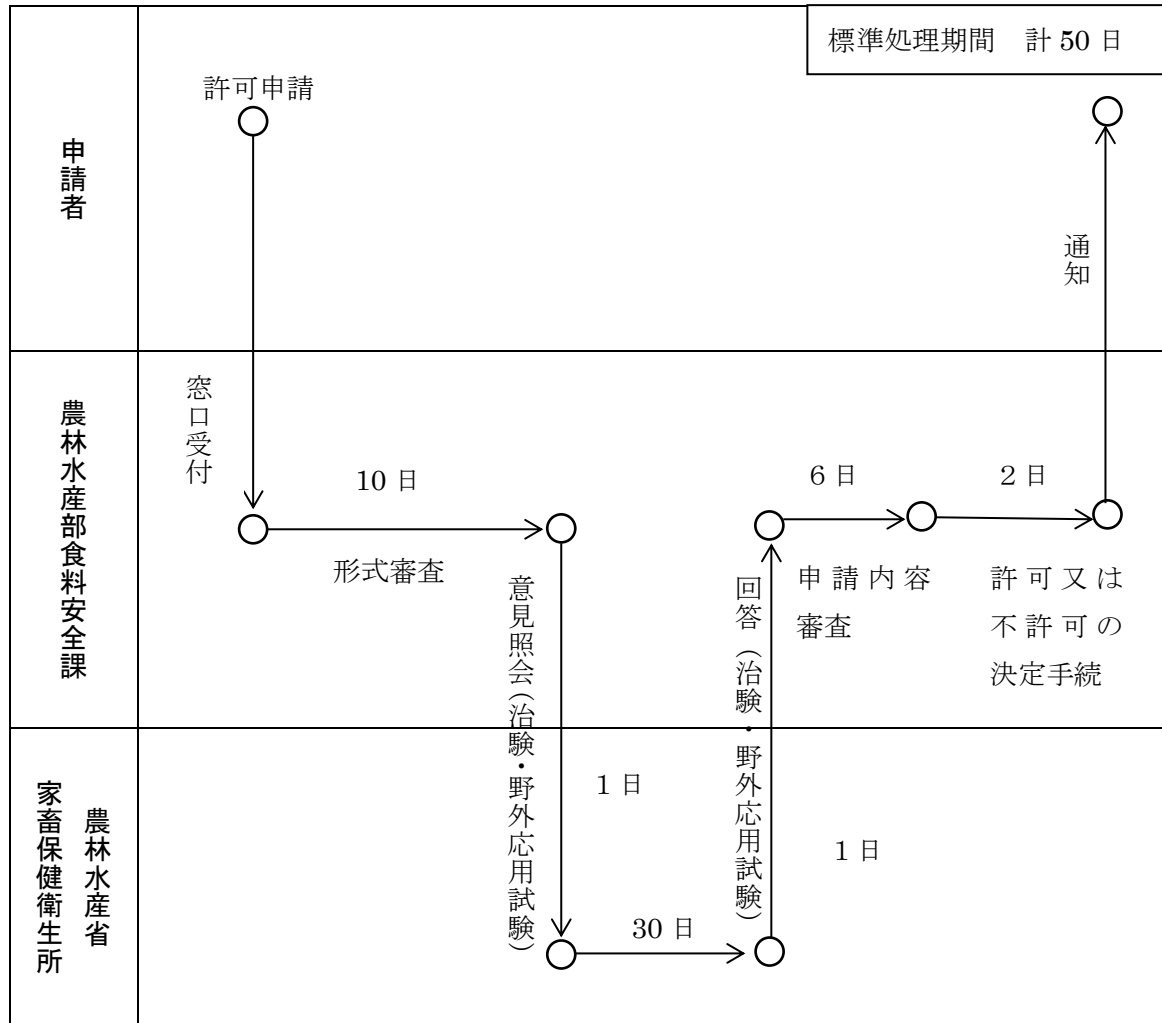 標準処理期間　計 50 日
許可申請
申請者
通知
窓口受付
農林水産部食料安全課
10 日
形式審査
意見照会（治験・野外応用試験）
回答（治験・野外応用試験）
６日
申請内容
審査
２日
許可又は
不許可の
決定手続
農林水産省
家畜保健衛生所
１日
30 日
１日